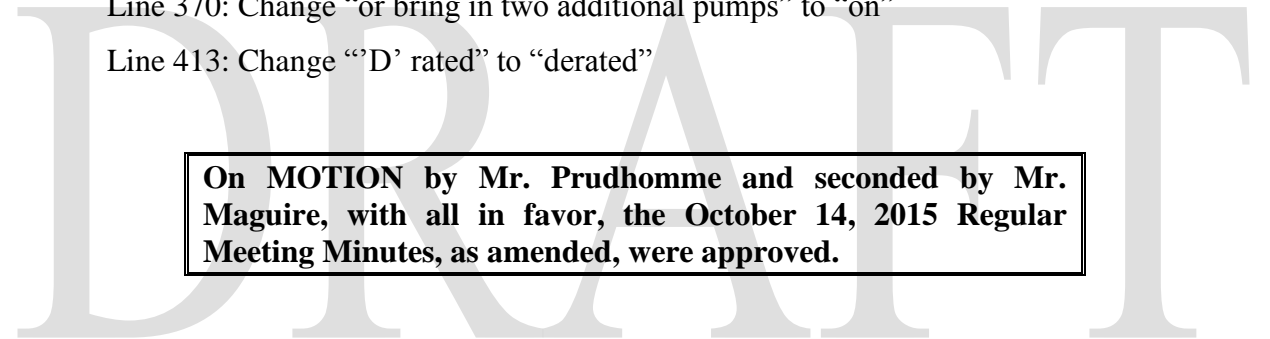 Line 370: Change “or bring in two additional pumps” to “on”
Line 413: Change “'D' rated” to “derated”
On MOTION by Mr. Prudhomme and seconded by Mr.
Maguire, with all in favor, the October 14, 2015 Regular
Meeting Minutes, as amended, were approved.
DRAFT